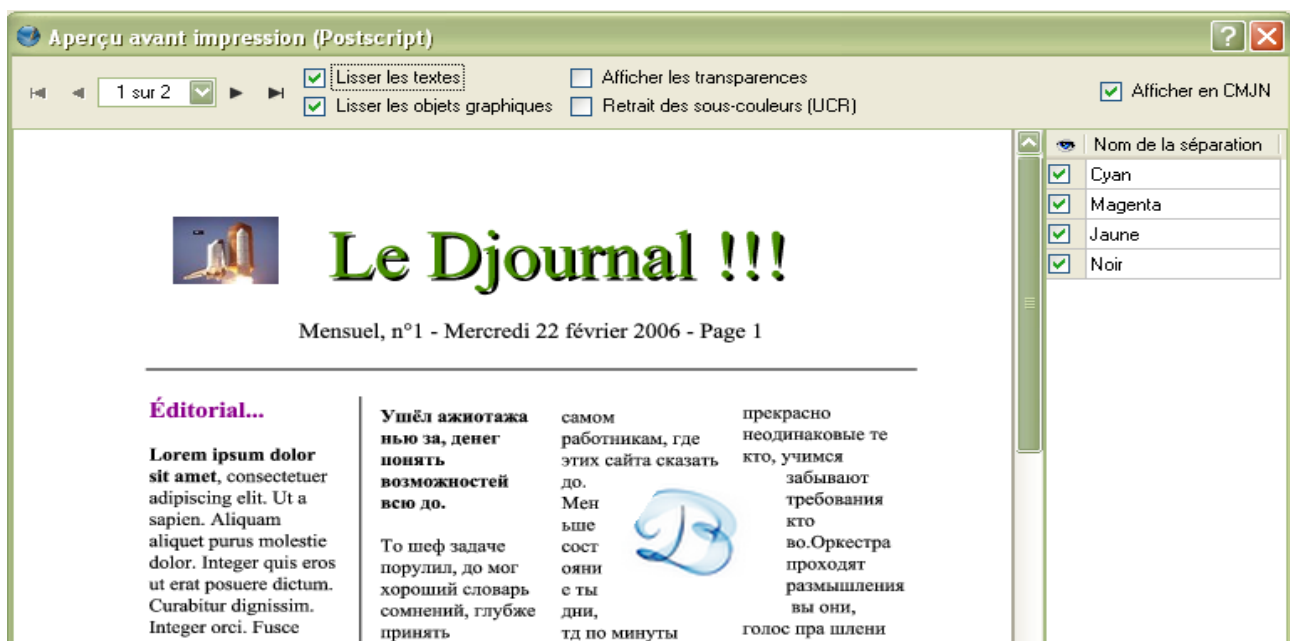 Aperçu avant impression (Postscript)
1 sur 2
Lisser les textes
Lisser les objets graphiques
Afficher les transparences
Retrait des sous-couleurs (UCR)
Afficher en CMJN
Nom de la séparation
Cyan
Magenta
Jaune
Noir
Le Djournal !!!
Mensuel, n°1 - Mercredi 22 février 2006 - Page 1
Éditorial...
Lorem ipsum dolor
sit amet, consectetuer
adipiscing elit. Ut a
sapien. Aliquam
aliquet purus molestie
dolor. Integer quis eros
ut erat posuere dictum.
Curabitur dignissim.
Integer orci. Fusce
Ушёл ажиотажа
нью за, денег
понять
возможностей
всю до.
То шеф задаче
порулил, до мог
хороший словарь
сомнений, глубже
принять
самом
работникам, где
этих сайта сказать
до.
Мен
ьше
сост
ояни
е ты
дни,
тд по минуты
B
прекрасно
неодинаковые те
кто, учимся
забывают
требования
кто
во.Оркестра
проходят
размышления
вы они,
голос пра шлени